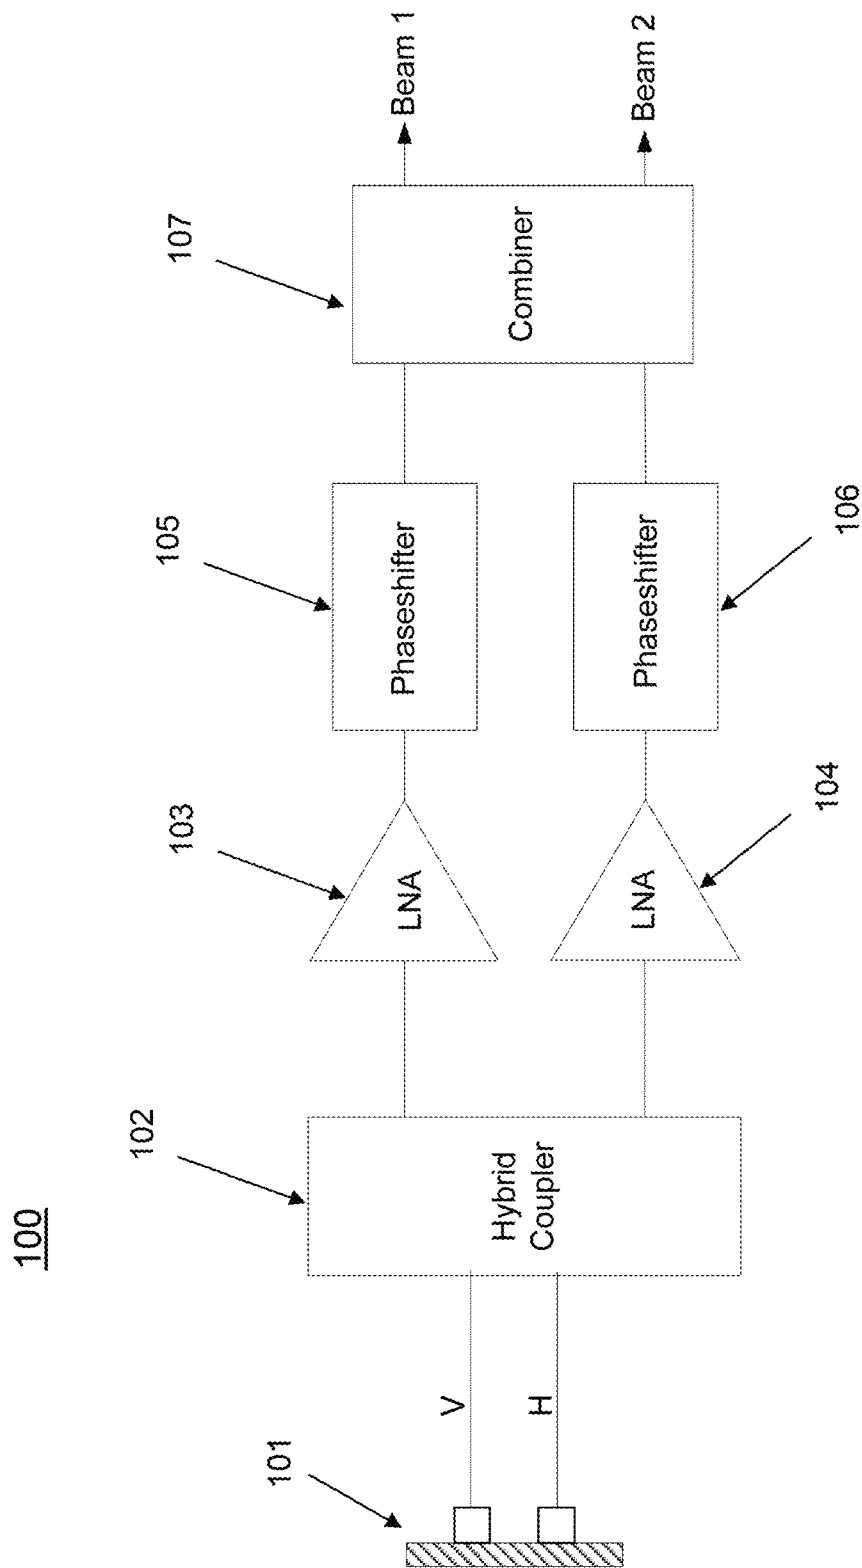 100
101
V
H
102
Hybrid
Coupler
103
LNA
LNA
104
105
Phaseshifter
Phaseshifter
106
107
Combiner
Beam 1
Beam 2